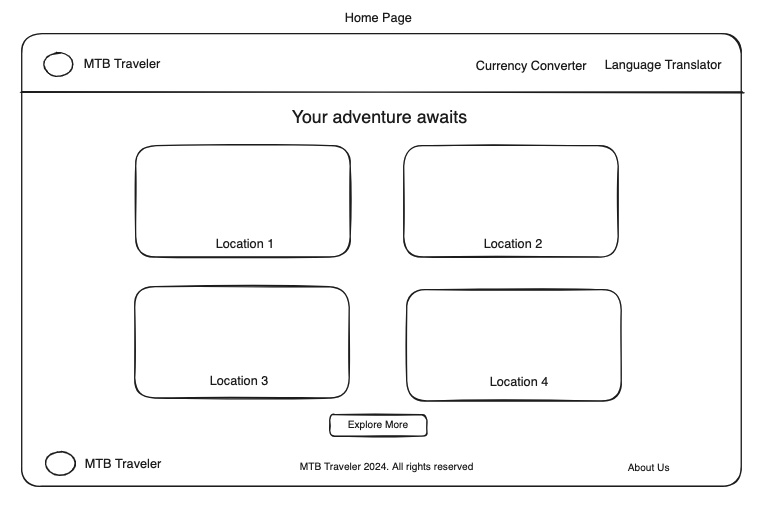 Home Page
MTB Traveler
Currency Converter
Language Translator
Your adventure awaits
Location 1
Location 2
Location 3
Location 4
Explore More
MTB Traveler
MTB Traveler 2024. All rights reserved
About Us